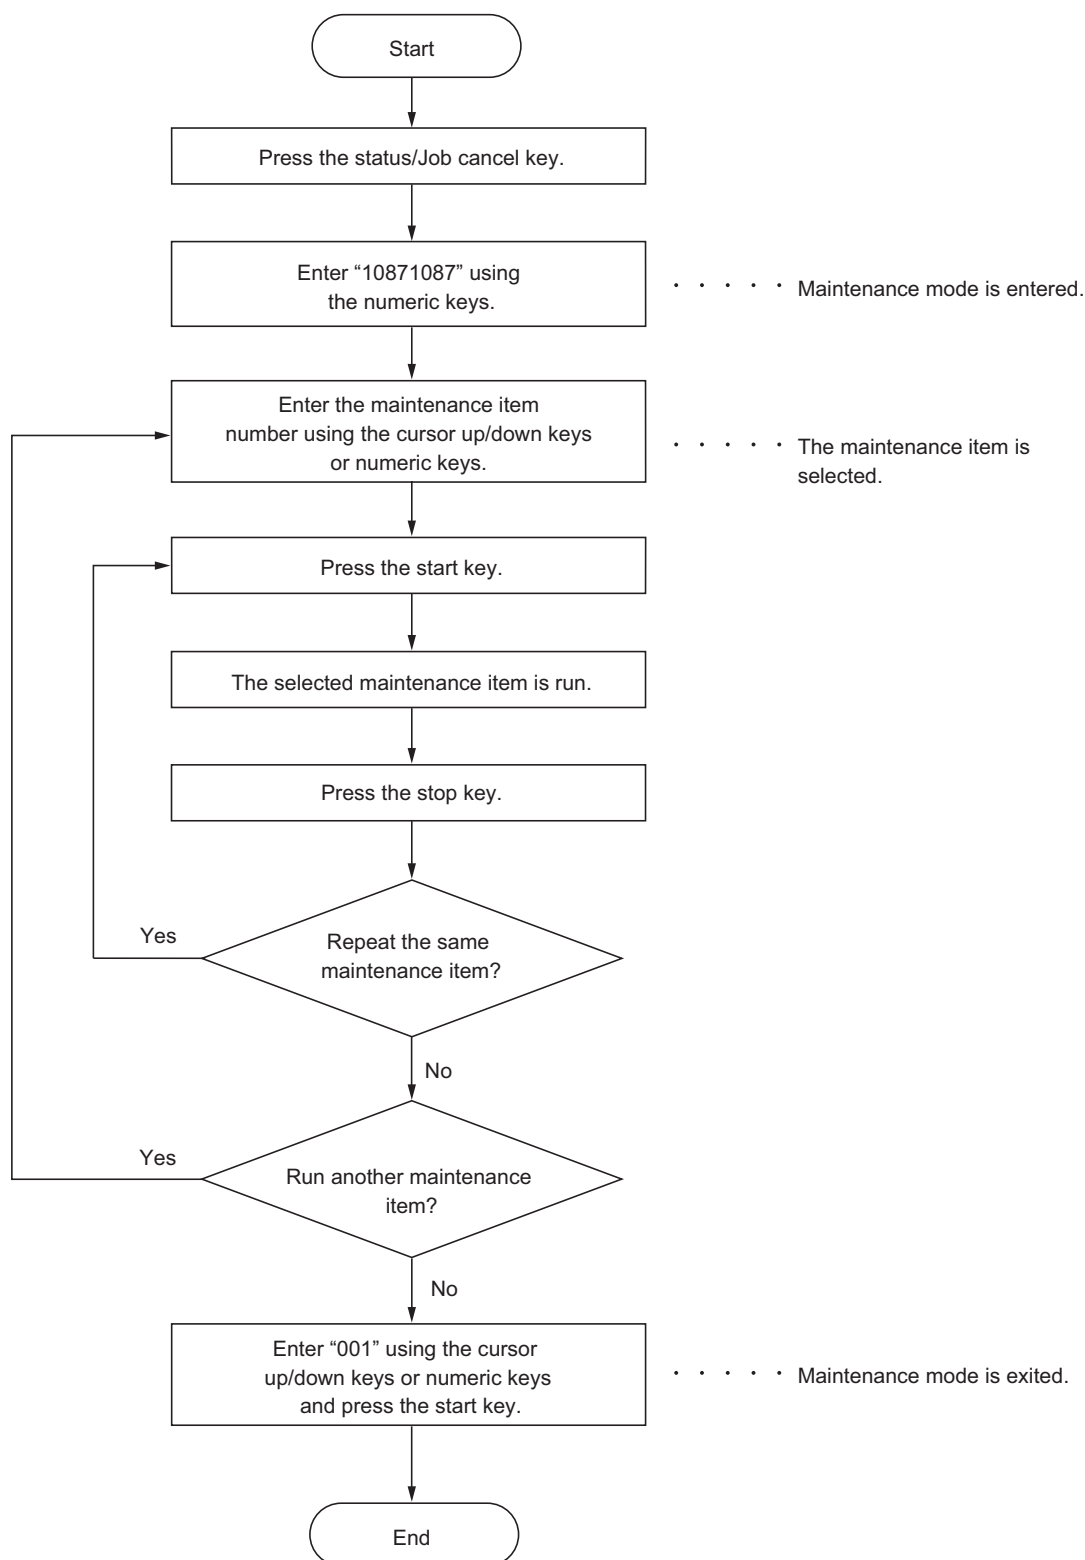 Start
Press the status/Job cancel key.
Enter “10871087” using
the numeric keys.
· · · · · Maintenance mode is entered.
Enter the maintenance item
number using the cursor up/down keys
or numeric keys.
· · · · · The maintenance item is
selected.
Press the start key.
The selected maintenance item is run.
Press the stop key.
Yes
Repeat the same
maintenance item?
No
Yes
Run another maintenance
item?
No
Enter “001” using the cursor
up/down keys or numeric keys
and press the start key.
· · · · · Maintenance mode is exited.
End